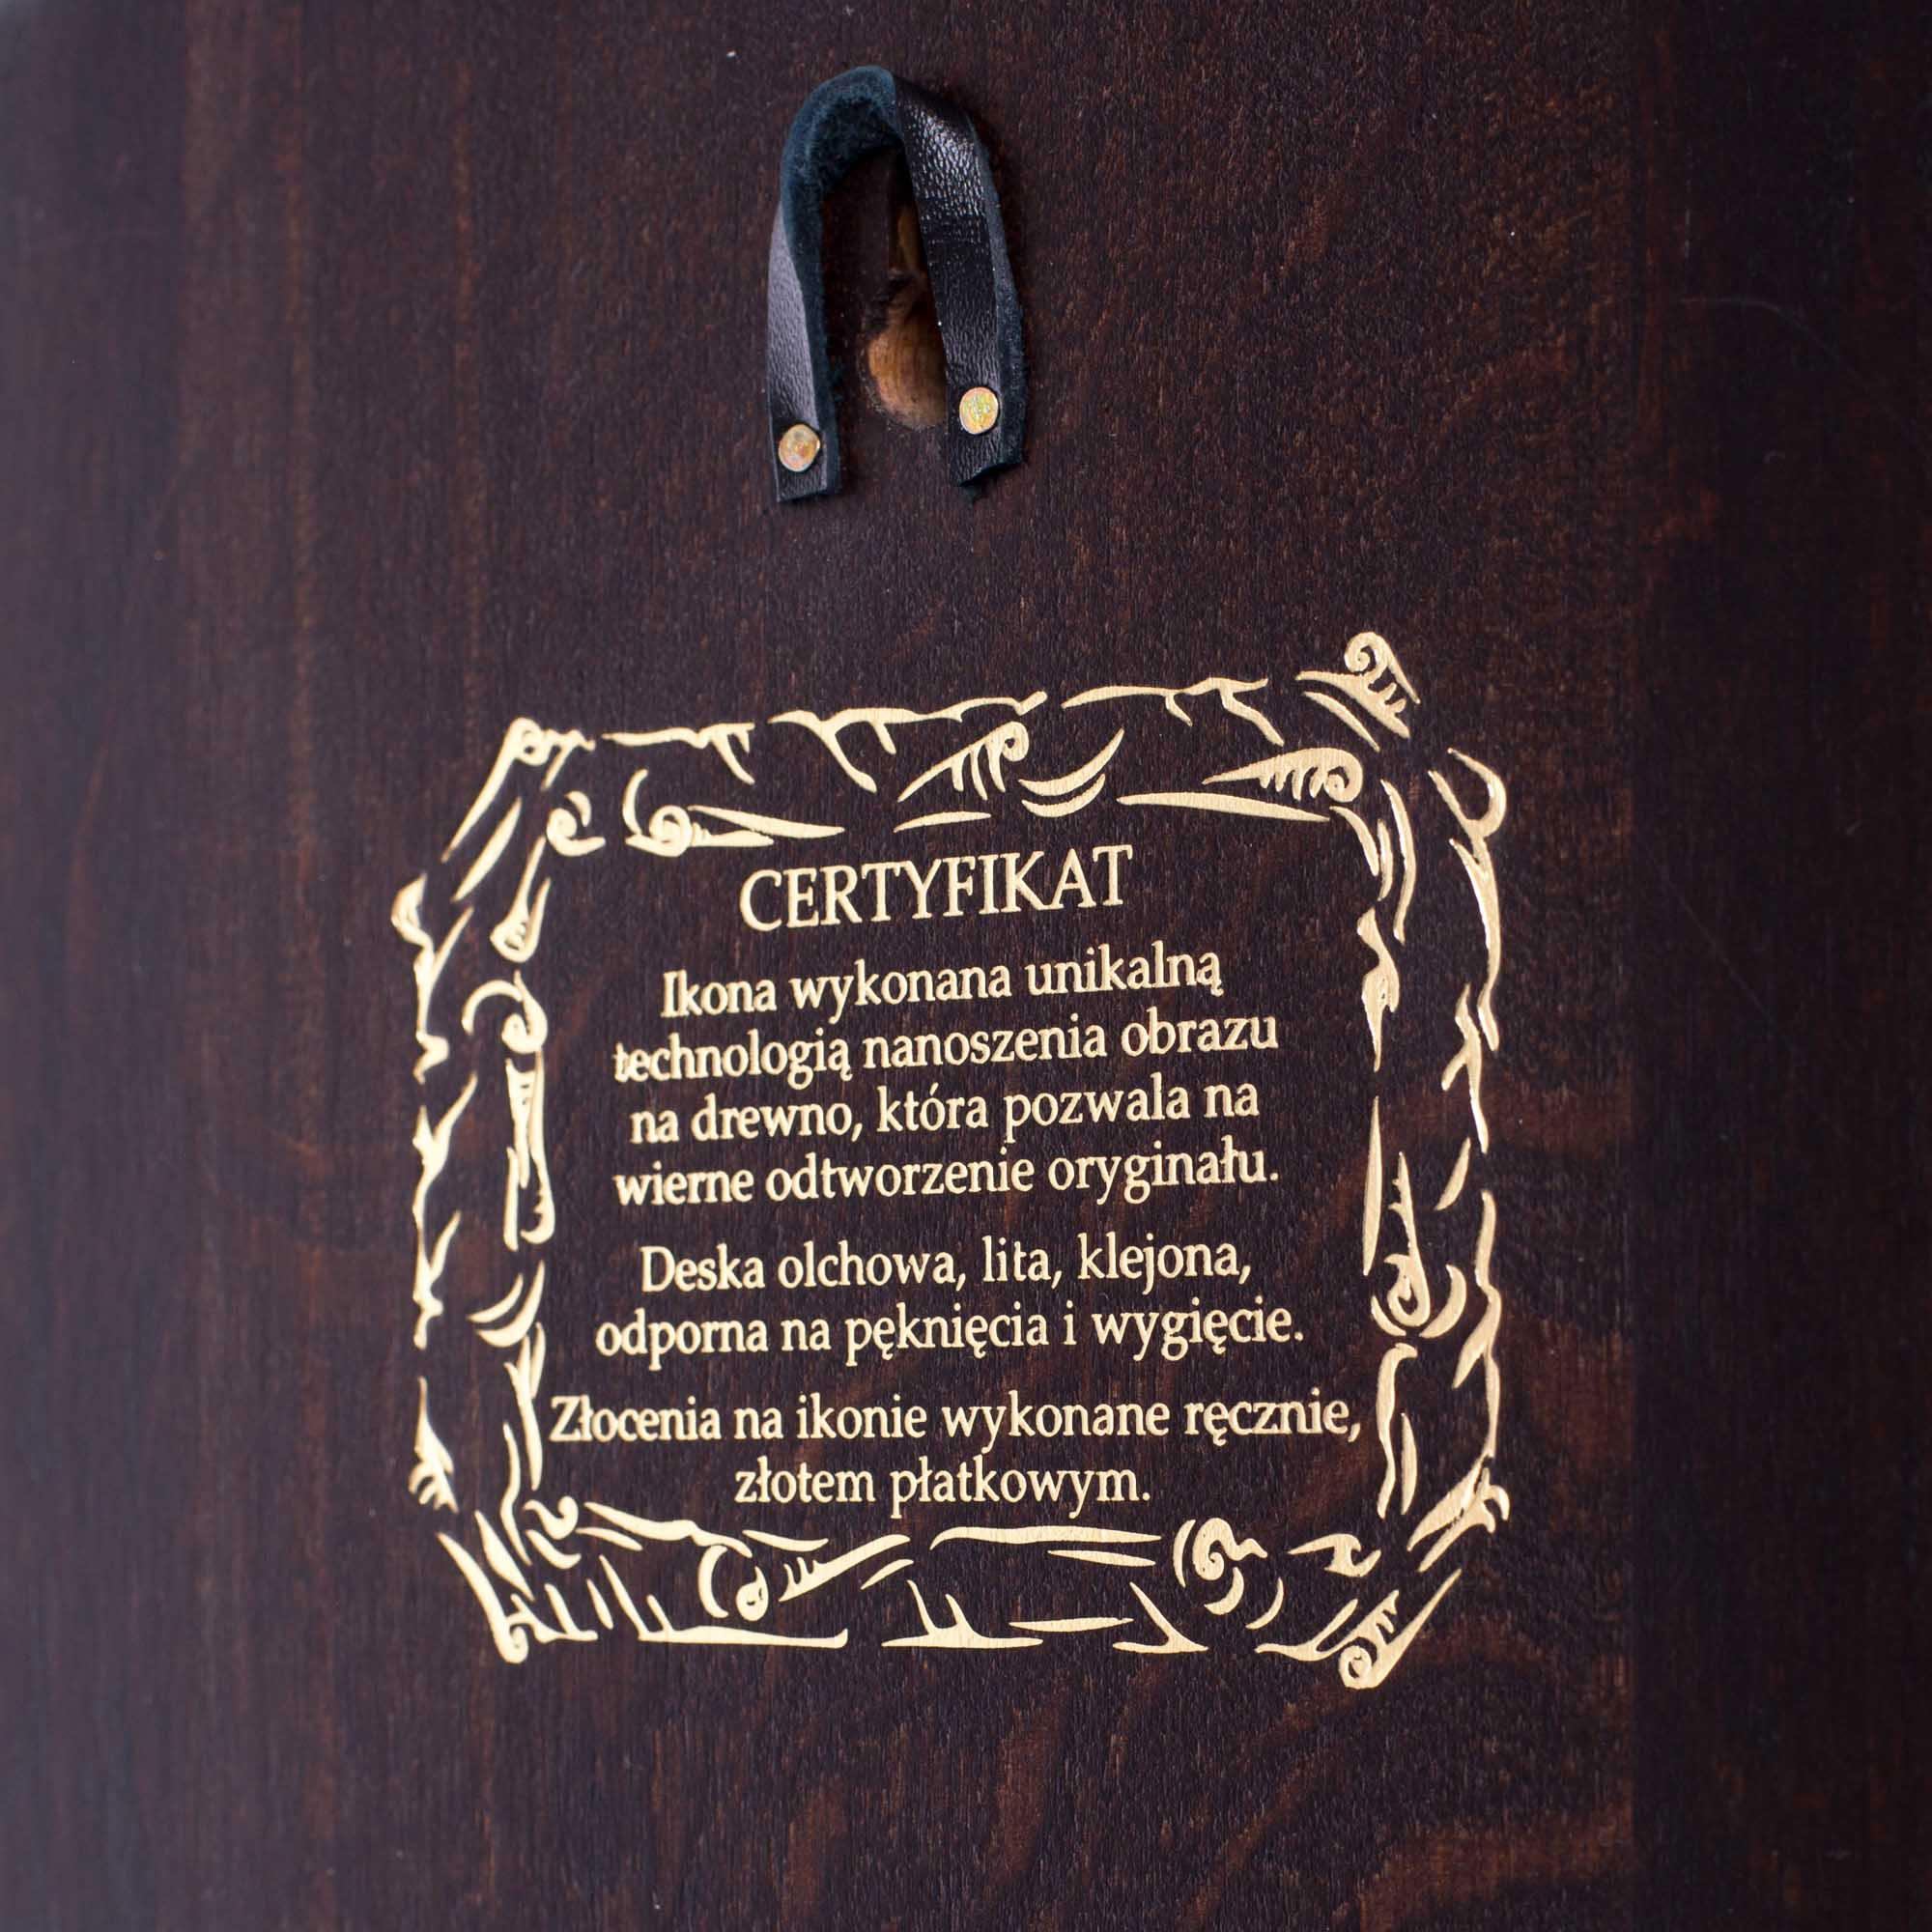 CERTYFIKAT
Ikona wykonana unikalną
technologią nanoszenia obrazu
na drewno, która pozwala na
wierne odtworzenie oryginału.
Deska olchowa, lita, klejona,
odporna na pęknięcia i wygięcie.
Złocenia na ikonie wykonane ręcznie,
złotem płatkowym.